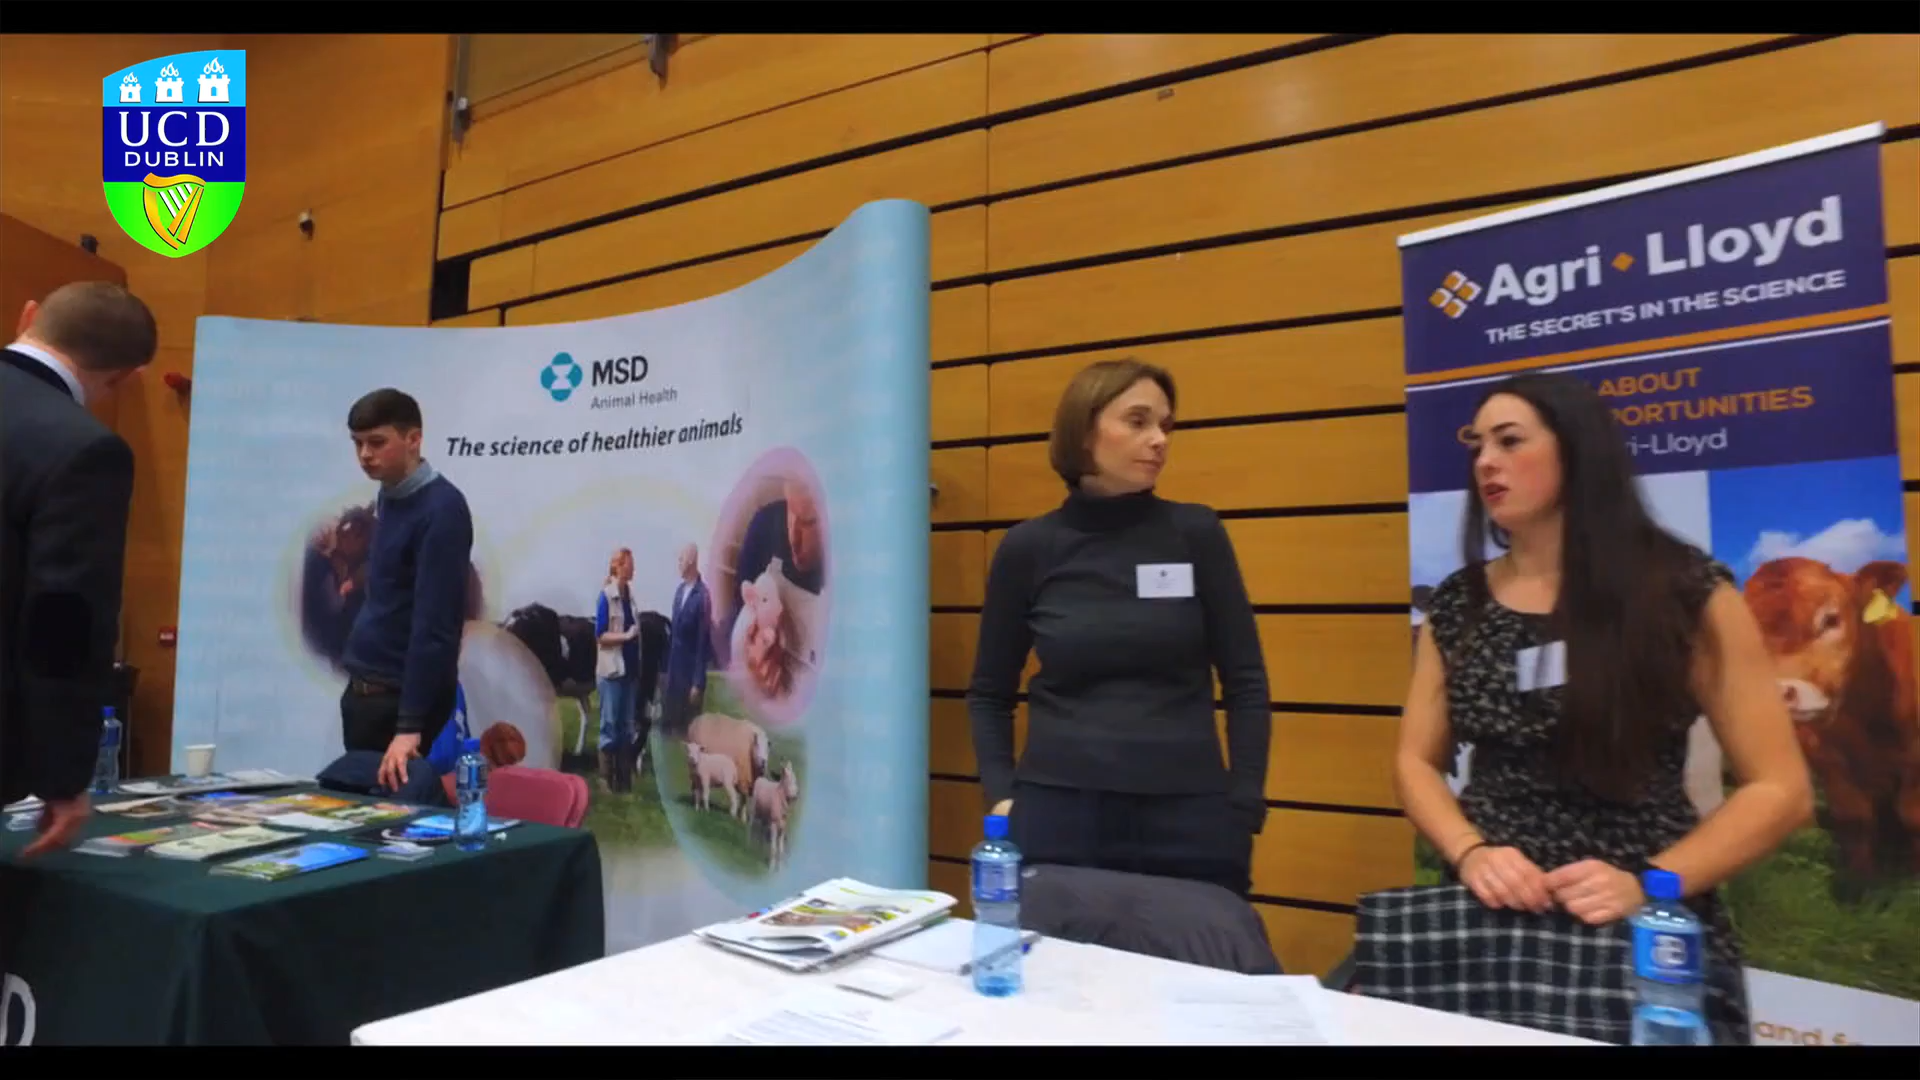 UCD
DUBLIN
MSD
Animal Health
The science of healthier animals
Agri Lloyd
THE SECRET'S IN THE SCIENCE
ABOUT
i-Lloyd
and
D